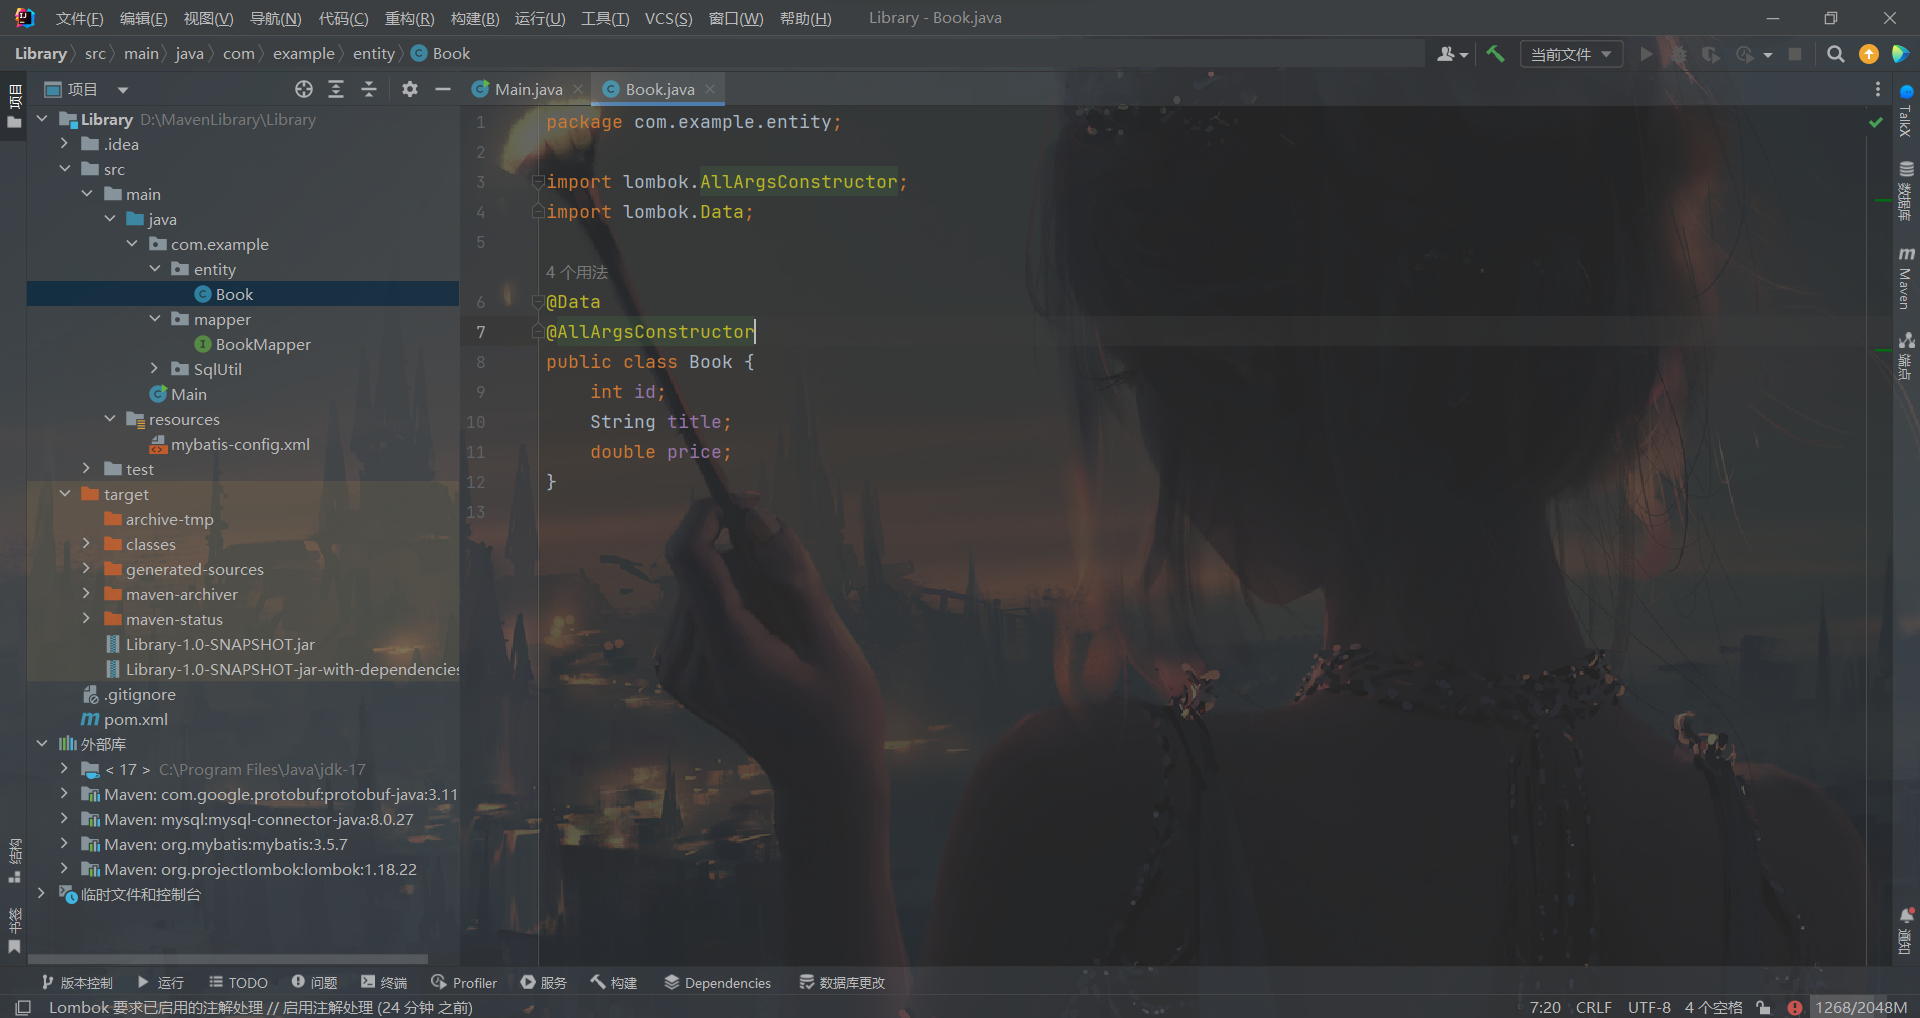 文件(F) 编辑(E) 视图(V) 导航(N) 代码(C) 重构(R) 构建(B) 运行(U) 工具(T) VCS(S) 窗口(W) 帮助(H) Library - Book.java
Library src main java com example entity Book
当前文件
项目
项目
Main.java
Book.java
Library D:\MavenLibrary\Library
.idea
src
main
java
com.example
entity
Book
mapper
BookMapper
SqlUtil
Main
resources
mybatis-config.xml
test
target
archive-tmp
classes
generated-sources
maven-archiver
maven-status
Library-1.0-SNAPSHOT.jar
Library-1.0-SNAPSHOT-jar-with-dependencies
.gitignore
pom.xml
外部库
< 17 > C:\Program Files\Java\jdk-17
Maven: com.google.protobuf:protobuf-java:3.11
Maven: mysql:mysql-connector-java:8.0.27
Maven: org.mybatis:mybatis:3.5.7
Maven: org.projectlombok:lombok:1.18.22
临时文件和控制台
结构
书签
1 package com.example.entity;
2
3 import lombok.AllArgsConstructor;
4 import lombok.Data;
5
4 个用法
6 @Data
7 @AllArgsConstructor
8 public class Book {
9 int id;
10 String title;
11 double price;
12 }
13
TalkX
数据库
Maven
端点
通知
版本控制 运行 TODO 问题 终端 Profiler 服务 构建 Dependencies 数据库更改
Lombok 要求已启用的注解处理 // 启用注解处理 (24 分钟 之前)
7:20 CRLF UTF-8 4 个空格 1268/2048M